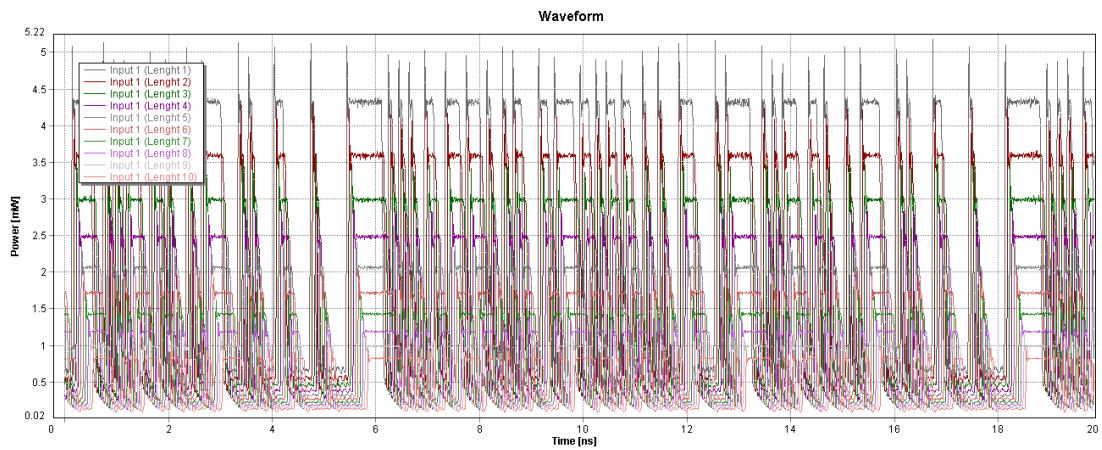 Waveform
5.22
5
4.5
4
3.5
3
2.5
2
1.5
1
0.5
0.02
Power [mW]
Input 1 (Lenght 1)
Input 1 (Lenght 2)
Input 1 (Lenght 3)
Input 1 (Lenght 4)
Input 1 (Lenght 5)
Input 1 (Lenght 6)
Input 1 (Lenght 7)
Input 1 (Lenght 8)
Input 1 (Lenght 9)
Input 1 (Lenght 10)
0 2 4 6 8 10 12 14 16 18 20
Time [ns]